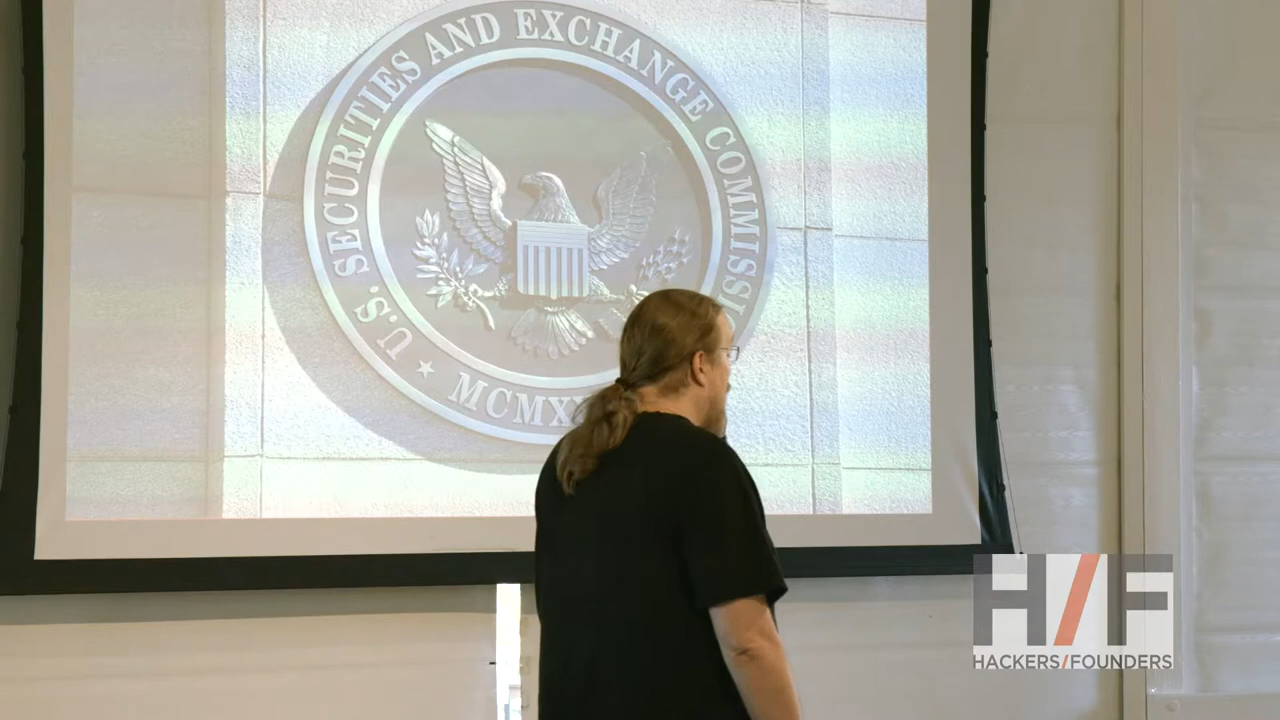 U.S. SECURITIES AND EXCHANGE COMMISSI
MCMXX
H/F
HACKERS/FOUNDERS